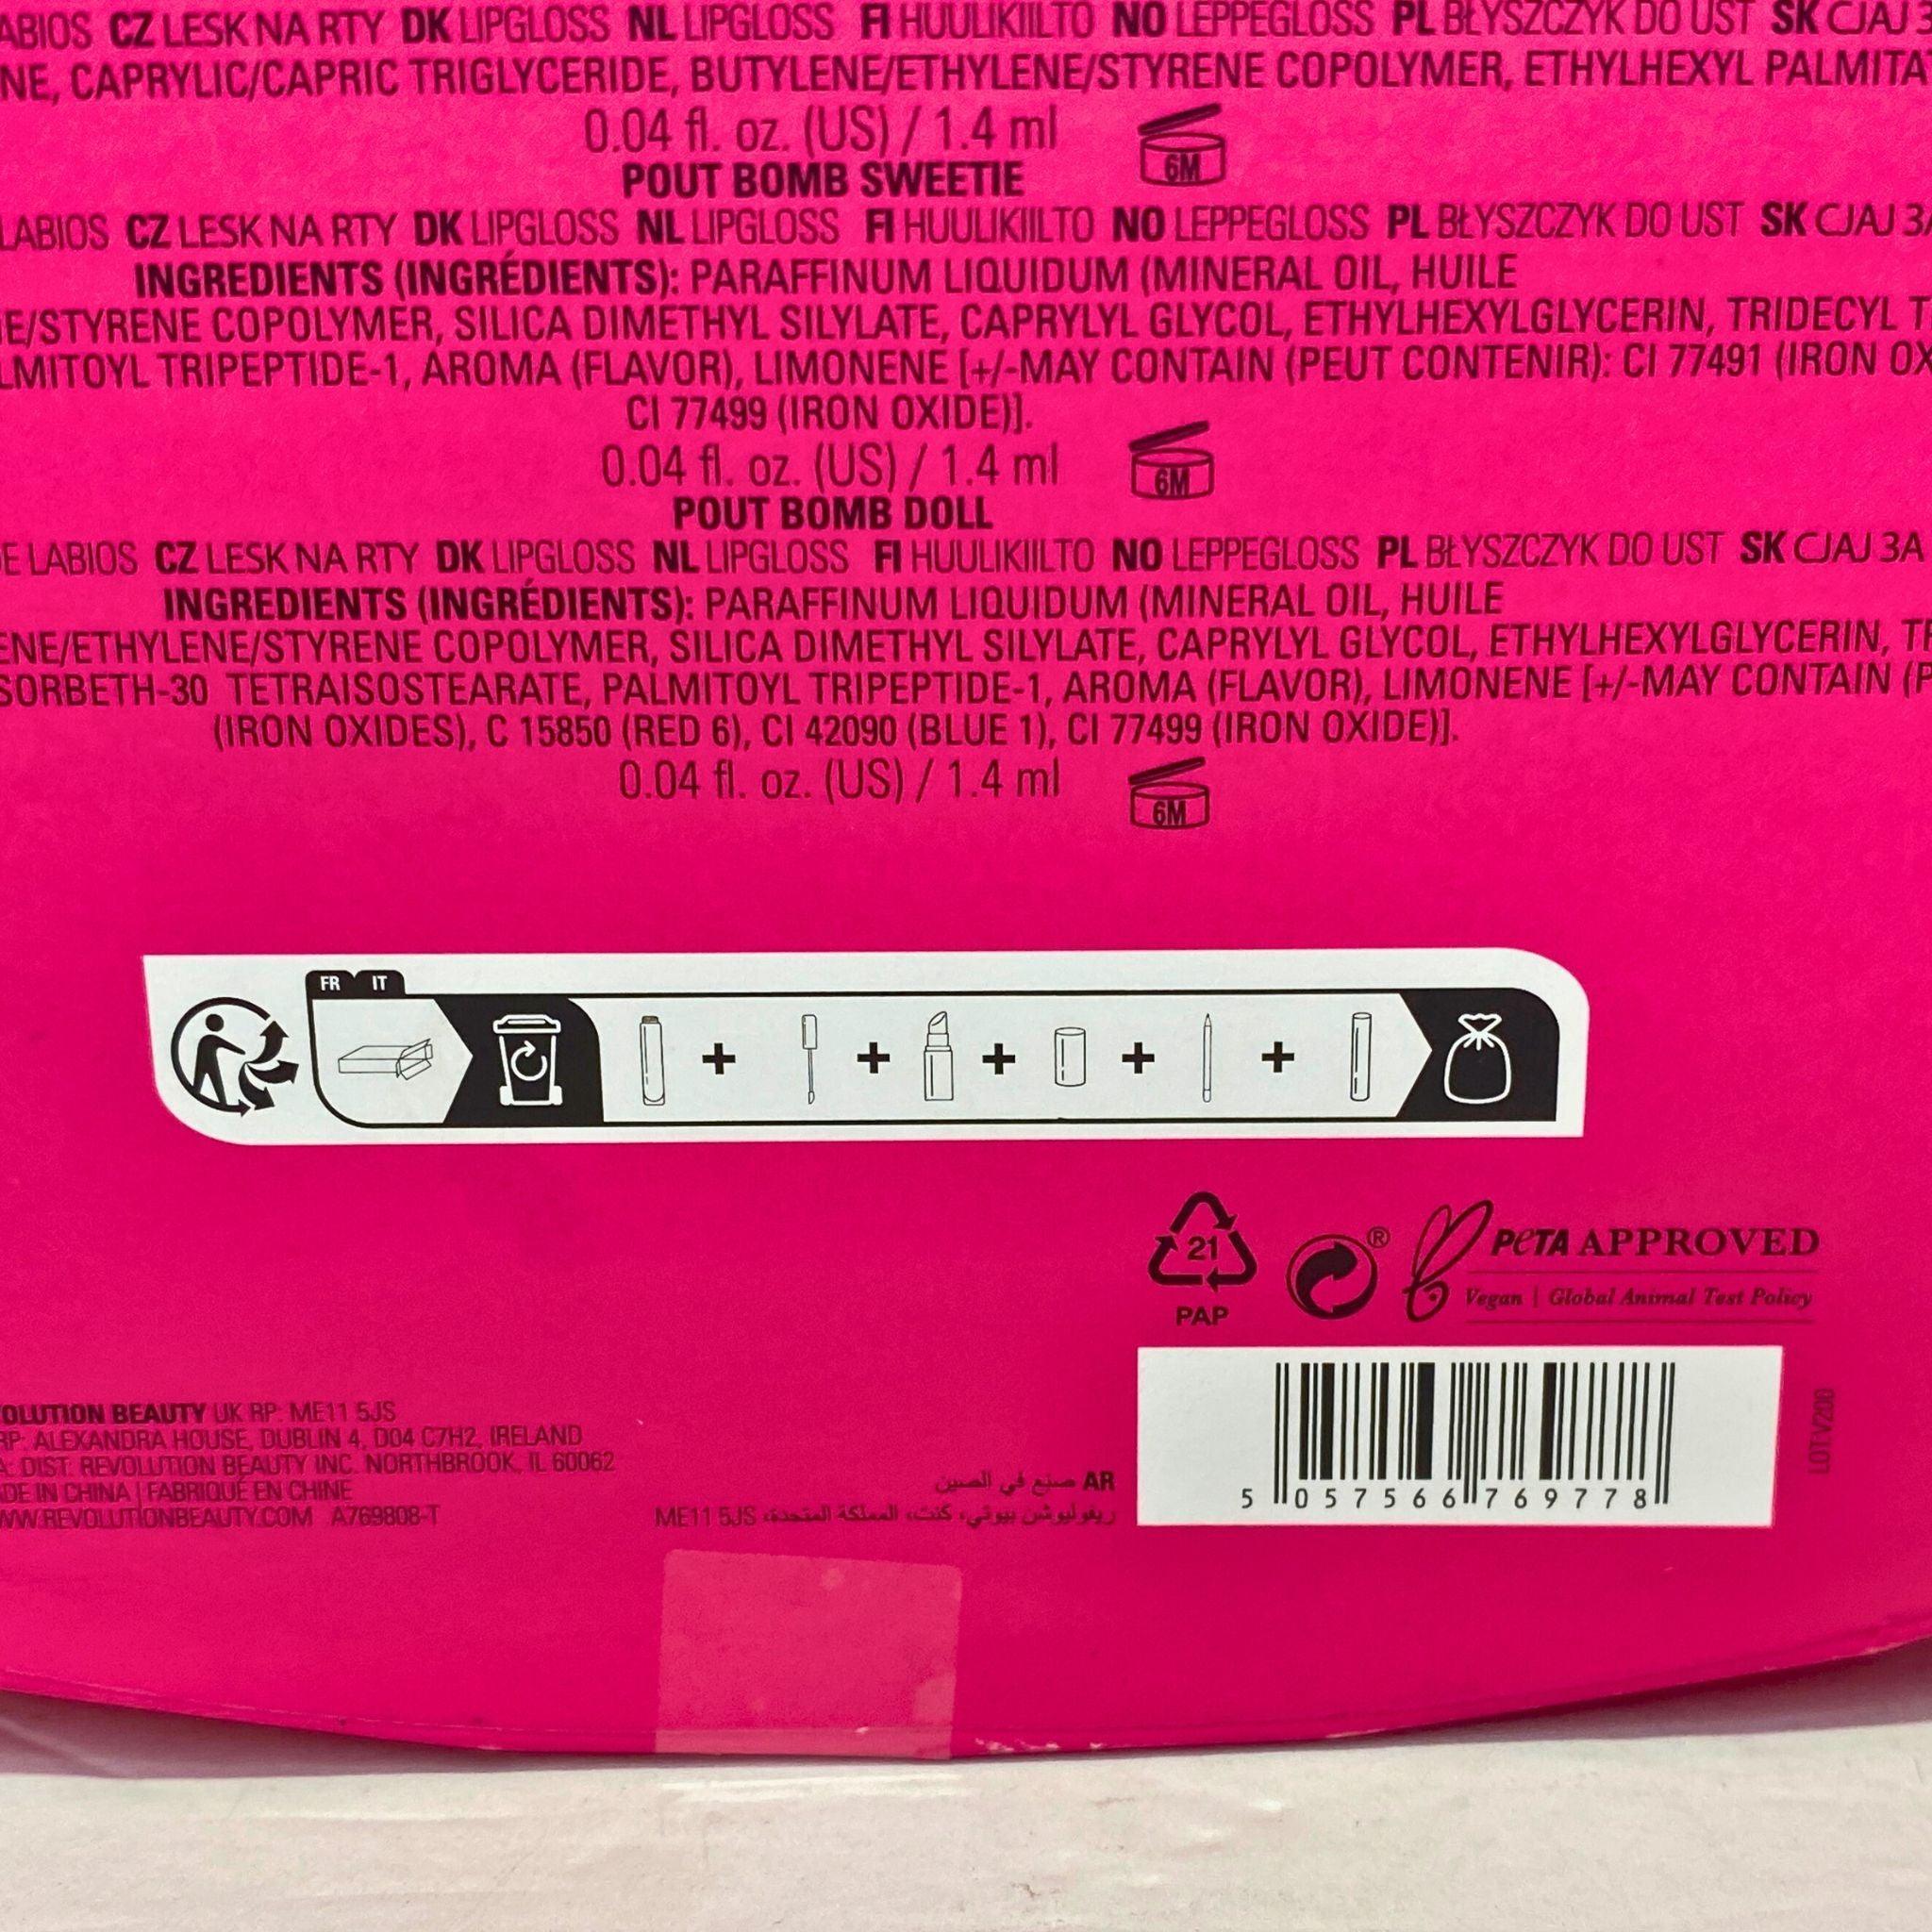 LABIOS CZ LESK NA RTY DK LIPGLOSS NL LIPGLOSS FI HUULIKIILTO NO LEPPEGLOSS PL BŁYSZCZYK DO UST SK CJAJ
CAPRYLIC/CAPRIC TRIGLYCERIDE, BUTYLENE/ETHYLENE/STYRENE COPOLYMER, ETHYLHEXYL
0.04 fl. oz. (US) / 1.4 ml
6M
POUT BOMB SWEETIE
LABIOS CZ LESK NA RTY DK LIPGLOSS NL LIPGLOSS FI HUULIKIILTO NO LEPPEGLOSS PL BŁYSZCZYK DO UST SK CJAJ
INGREDIENTS (INGRÉDIENTS): PARAFFINUM LIQUIDUM (MINERAL OIL, HUILE
E/STYRENE COPOLYMER, SILICA DIMETHYL SILYLATE, CAPRYLYL GLYCOL, ETHYLHEXYLGLYCERIN, TRIDECYL
LMITOYL TRIPEPTIDE-1, AROMA (FLAVOR), LIMONENE [+/-MAY CONTAIN (PEUT CONTENIR): CI 77491 (IRON
CI 77499 (IRON OXIDE)].
0.04 fl. oz. (US) / 1.4 ml
6M
POUT BOMB DOLL
E LABIOS CZ LESK NA RTY DK LIPGLOSS NL LIPGLOSS FI HUULIKIILTO NO LEPPEGLOSS PL BŁYSZCZYK DO UST SK CJAJ 3A
INGREDIENTS (INGRÉDIENTS): PARAFFINUM LIQUIDUM (MINERAL OIL, HUILE
ENE/ETHYLENE/STYRENE COPOLYMER, SILICA DIMETHYL SILYLATE, CAPRYLYL GLYCOL, ETHYLHEXYLGLYCERIN,
SORBETH-30 TETRAISOSTEARATE, PALMITOYL TRIPEPTIDE-1, AROMA (FLAVOR), LIMONENE [+/-MAY CONTAIN
(IRON OXIDES), C 15850 (RED 6), CI 42090 (BLUE 1), CI 77499 (IRON OXIDE)].
0.04 fl. oz. (US) / 1.4 ml
6M
FR IT
+ + + + +
21
PAP
®
PeTA APPROVED
Vegan | Global Animal Test Policy
OLUTION BEAUTY UK RP: ME11 5JS
RP: ALEXANDRA HOUSE, DUBLIN 4, D04 C7H2, IRELAND
A: DIST. REVOLUTION BEAUTY INC. NORTHBROOK, IL 60062
DE IN CHINA | FABRIQUÉ EN CHINE
WW.REVOLUTIONBEAUTY.COM A769808-T
AR صنع في الصين
ريفوليوشن بيوتي، كنت، المملكة المتحدة، ME11 5JS
5 057566 769778
LOTV200